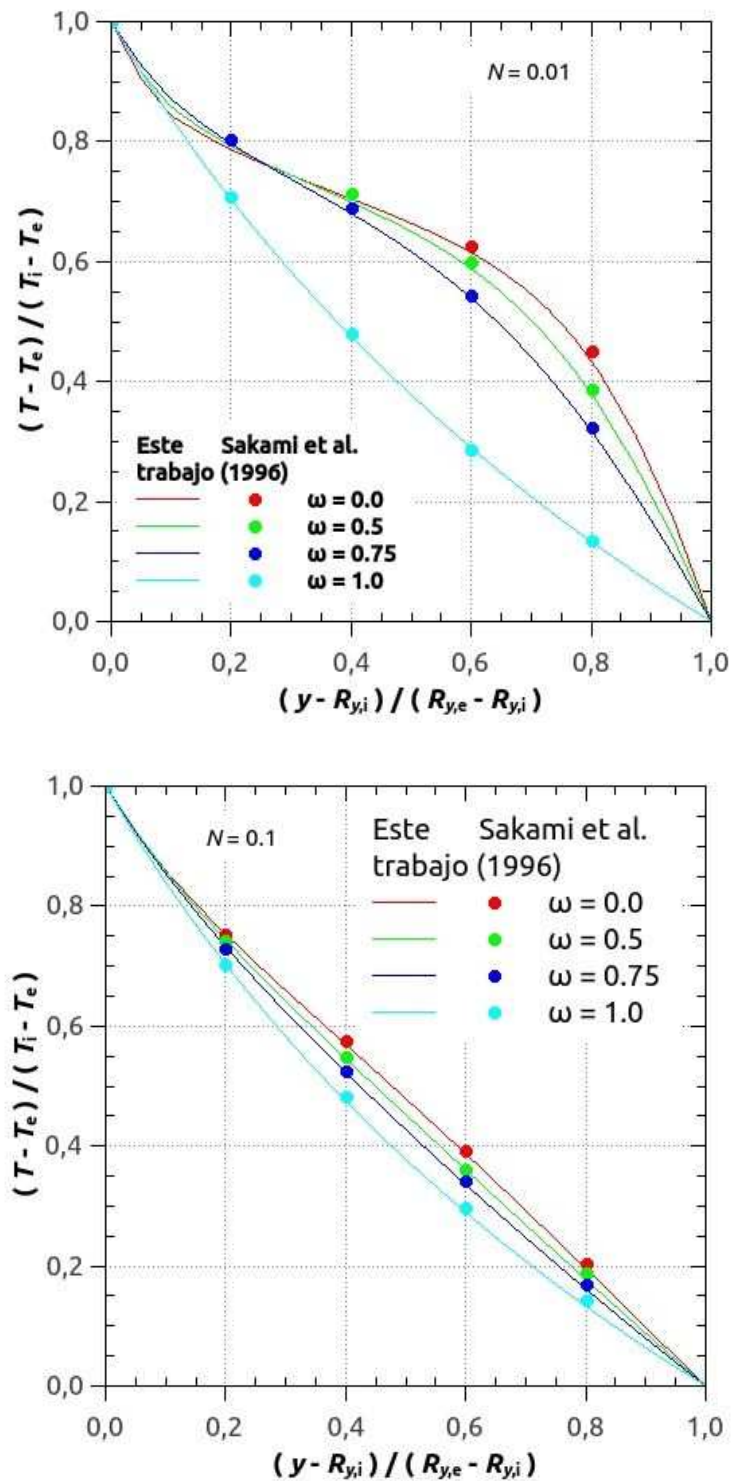 1,0
N = 0.01
0,8
0,6
0,4
0,2
0,0
(T - Te) / (Ti - Te)
Este Sakami et al.
trabajo (1996)
ω = 0.0
ω = 0.5
ω = 0.75
ω = 1.0
0,0 0,2 0,4 0,6 0,8 1,0
(y - Ry,i) / (Ry,e - Ry,i)
1,0
N = 0.1
0,8
0,6
0,4
0,2
0,0
(T - Te) / (Ti - Te)
Este Sakami et al.
trabajo (1996)
ω = 0.0
ω = 0.5
ω = 0.75
ω = 1.0
0,0 0,2 0,4 0,6 0,8 1,0
(y - Ry,i) / (Ry,e - Ry,i)